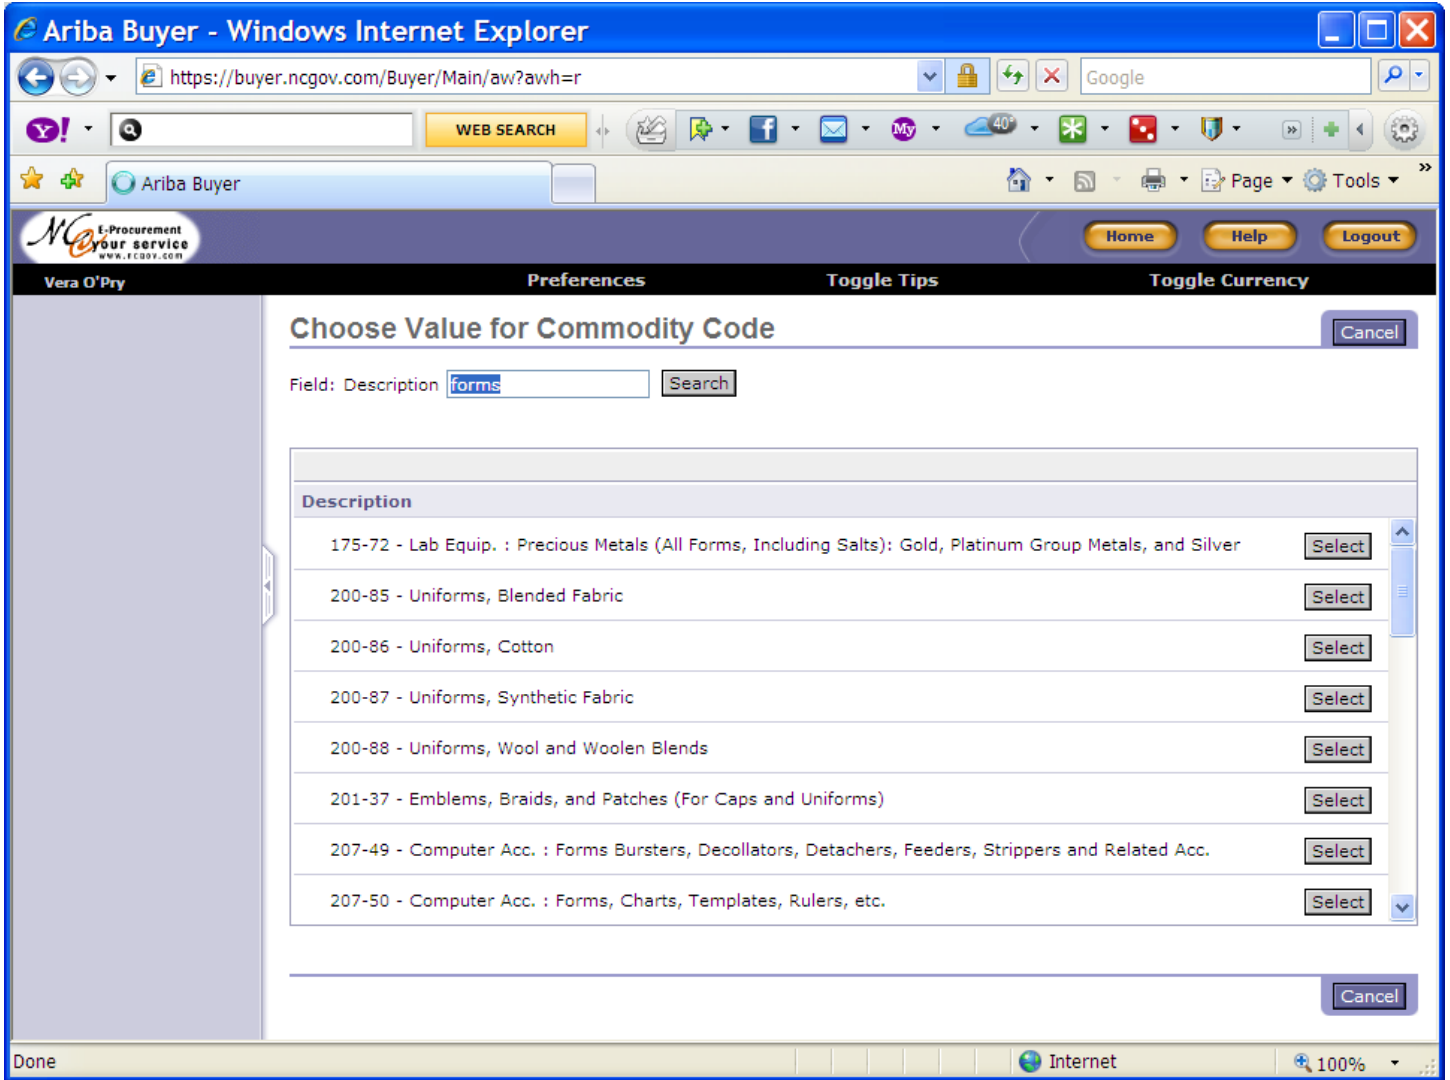 Ariba Buyer - Windows Internet Explorer
https://buyer.ncgov.com/Buyer/Main/aw?awh=r
Google
Y!
WEB SEARCH
My
40°
Ariba Buyer
Page
Tools
NC E-Procurement
@your service
www.ncgov.com
Home
Help
Logout
Vera O'Pry
Preferences
Toggle Tips
Toggle Currency
Choose Value for Commodity Code
Cancel
Field: Description forms Search
Description
175-72 - Lab Equip. : Precious Metals (All Forms, Including Salts): Gold, Platinum Group Metals, and Silver Select
200-85 - Uniforms, Blended Fabric Select
200-86 - Uniforms, Cotton Select
200-87 - Uniforms, Synthetic Fabric Select
200-88 - Uniforms, Wool and Woolen Blends Select
201-37 - Emblems, Braids, and Patches (For Caps and Uniforms) Select
207-49 - Computer Acc. : Forms Bursters, Decollators, Detachers, Feeders, Strippers and Related Acc. Select
207-50 - Computer Acc. : Forms, Charts, Templates, Rulers, etc. Select
Cancel
Done
Internet
100%